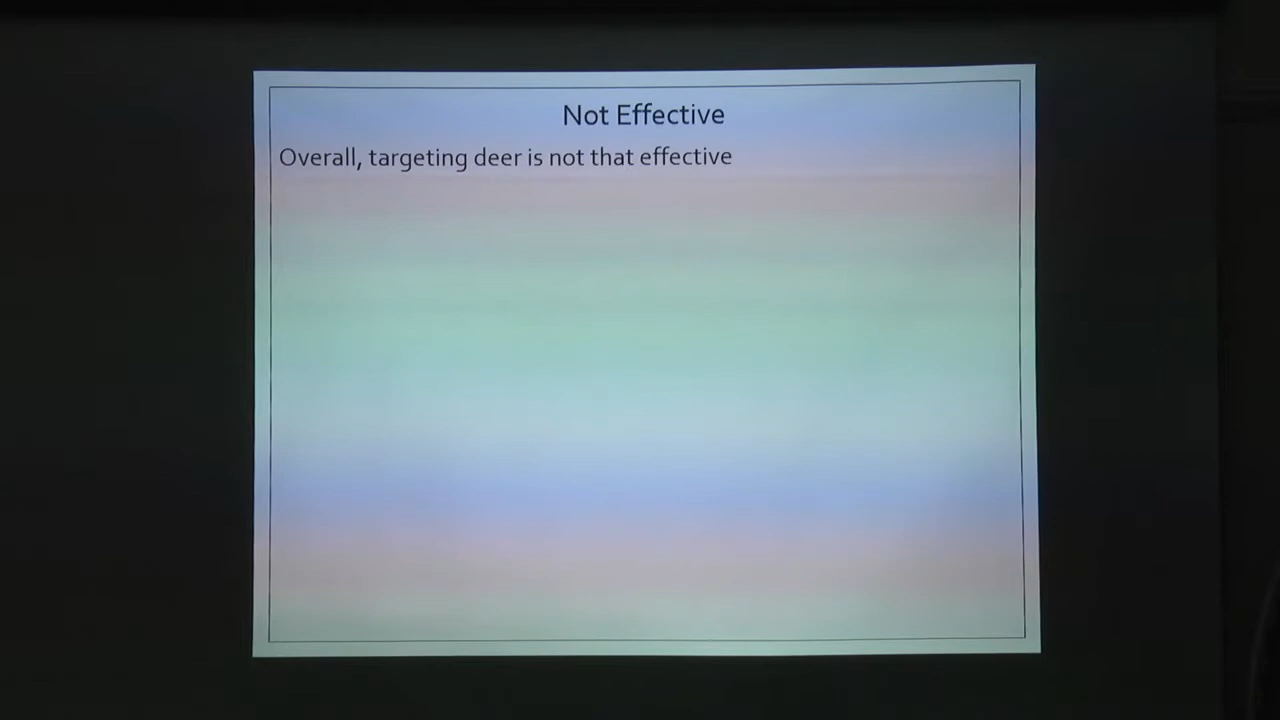 Not Effective
Overall, targeting deer is not that effective